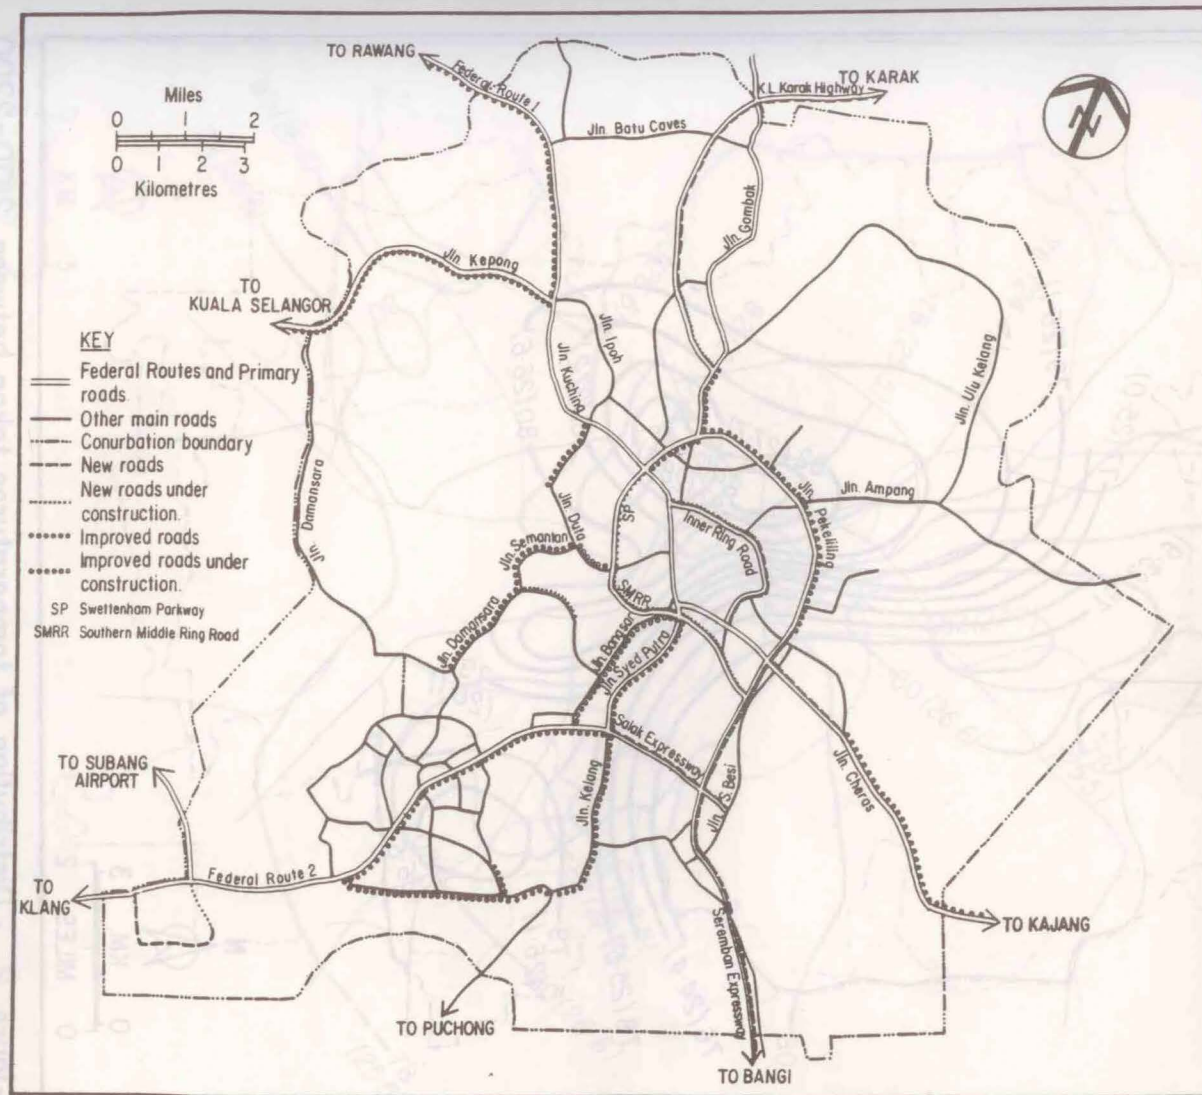 TO RAWANG
Federal Route 1
TO KARAK
K L Karak Highway
Miles
0 1 2
0 1 2 3
Kilometres
Jln. Batu Caves
Jln. Gombak
Jln. Kepong
TO
KUALA SELANGOR
Jln. Ipoh
Jln. Kuching
Jln. Ulu Kelang
KEY
Federal Routes and Primary
roads.
Other main roads
Conurbation boundary
New roads
New roads under
construction.
Improved roads
Improved roads under
construction.
SP Swettenham Parkway
SMRR Southern Middle Ring Road
Jln. Damansara
Jln. Duta
Jln. Semantan
SP
Inner Ring Road
Jln. Pekeliling
Jln. Ampang
SMRR
Jln. Damansara
Jln. Bangsar
Jln. Syed Putra
Salak Expressway
Jln. S. Besi
Jln. Cheras
Jln. Kelang
TO SUBANG
AIRPORT
TO
KLANG
Federal Route 2
Seremban Expressway
TO KAJANG
TO PUCHONG
TO BANGI